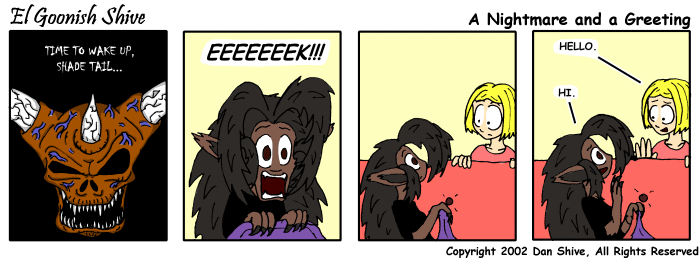 El Goonish Shive
A Nightmare and a Greeting
TIME TO WAKE UP,
SHADE TAIL...
EEEEEEEK!!!
HELLO.
HI.
Copyright 2002 Dan Shive, All Rights Reserved